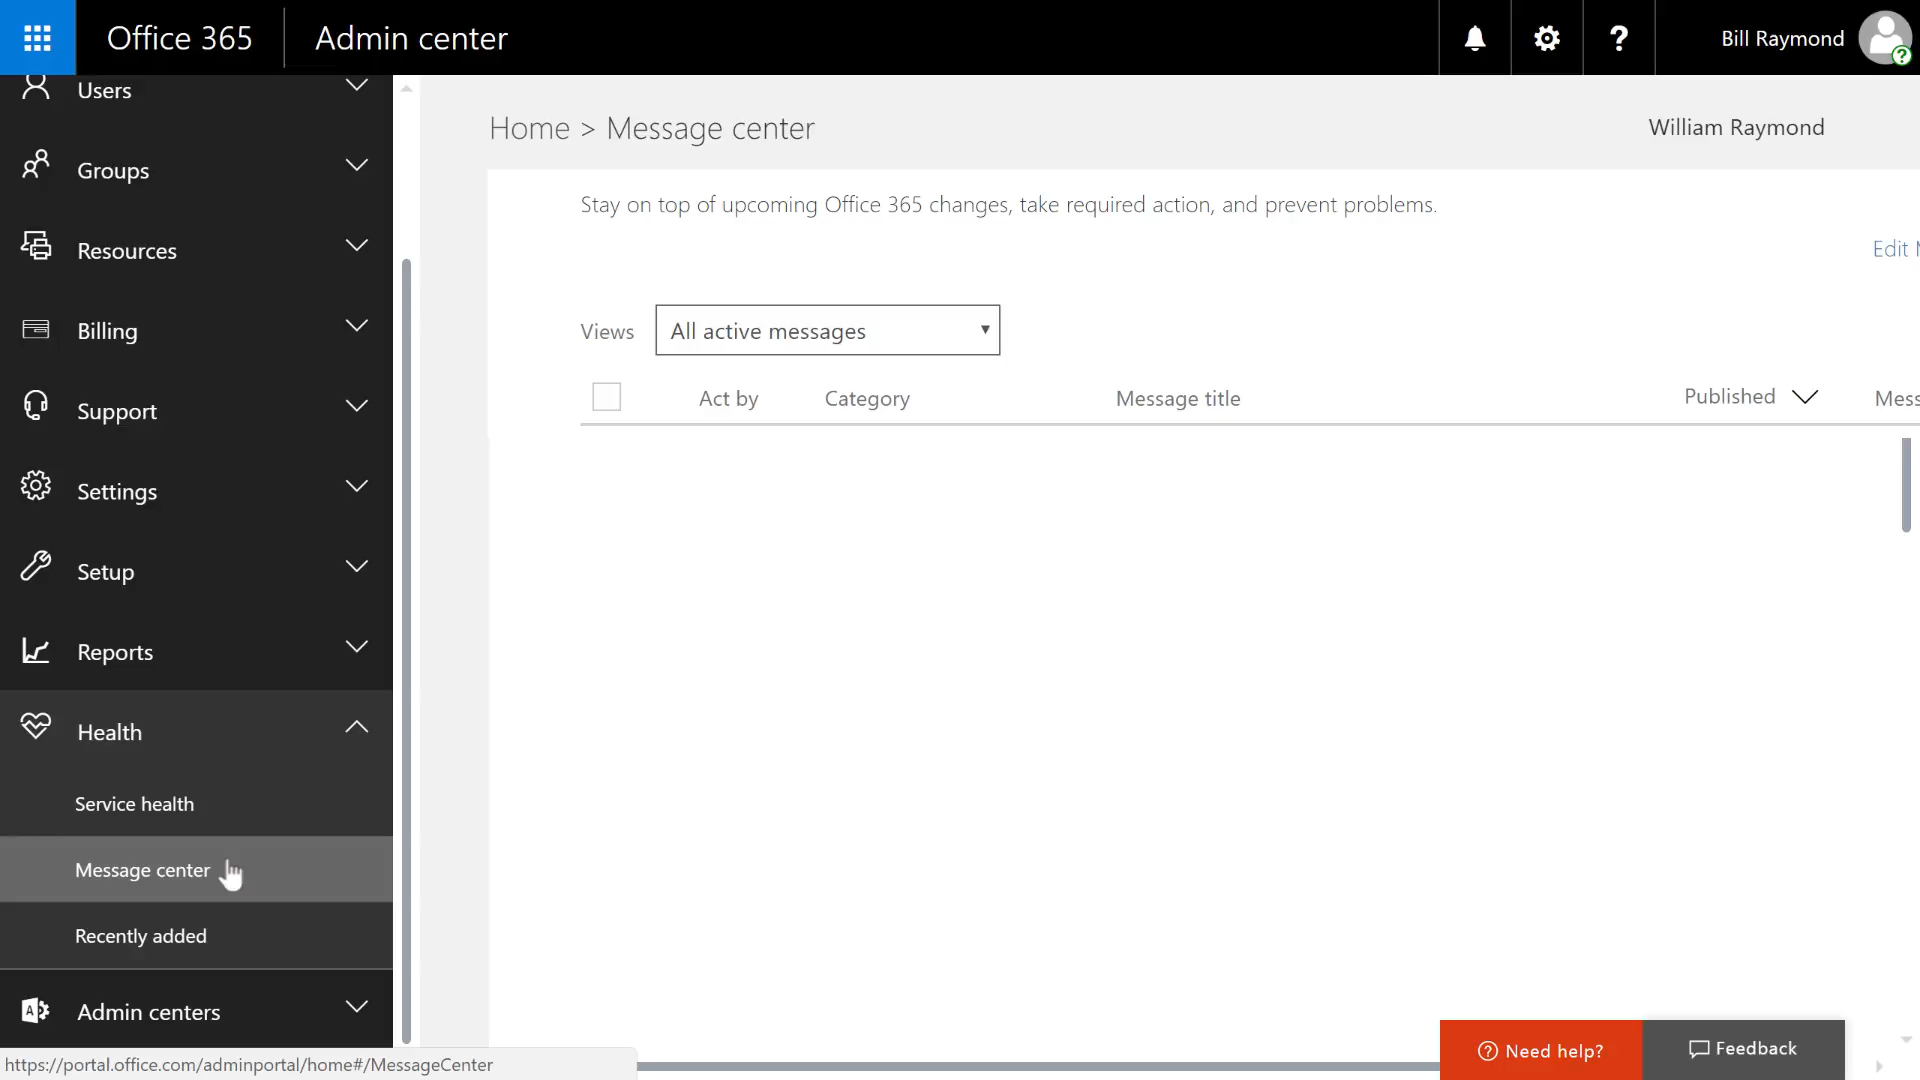 Office 365
Admin center
Bill Raymond
Users
Groups
Resources
Billing
Support
Settings
Setup
Reports
Health
Service health
Message center
Recently added
Admin centers
Home > Message center
William Raymond
Stay on top of upcoming Office 365 changes, take required action, and prevent problems.
Edit
Views
All active messages
Act by
Category
Message title
Published
Mess
Need help?
Feedback
https://portal.office.com/adminportal/home#/MessageCenter